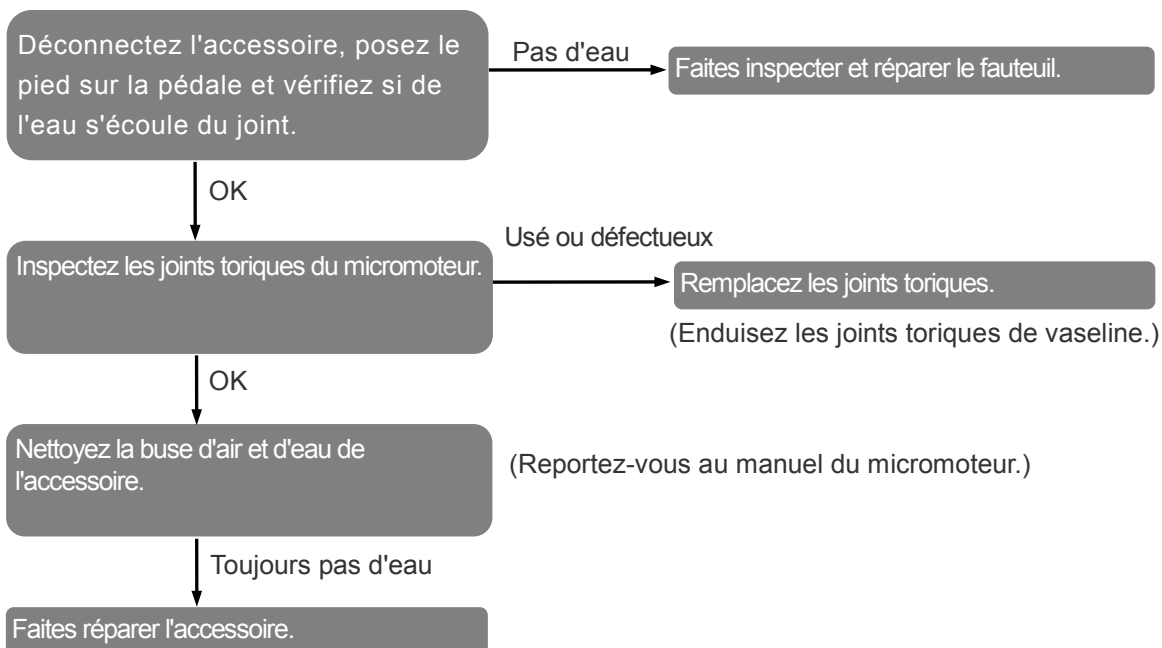 Déconnectez l'accessoire, posez le
pied sur la pédale et vérifiez si de
l'eau s'écoule du joint.
Pas d'eau
Faites inspecter et réparer le fauteuil.
OK
Inspectez les joints toriques du micromoteur.
Usé ou défectueux
Remplacez les joints toriques.
(Enduisez les joints toriques de vaseline.)
OK
Nettoyez la buse d'air et d'eau de
l'accessoire.
(Reportez-vous au manuel du micromoteur.)
Toujours pas d'eau
Faites réparer l'accessoire.